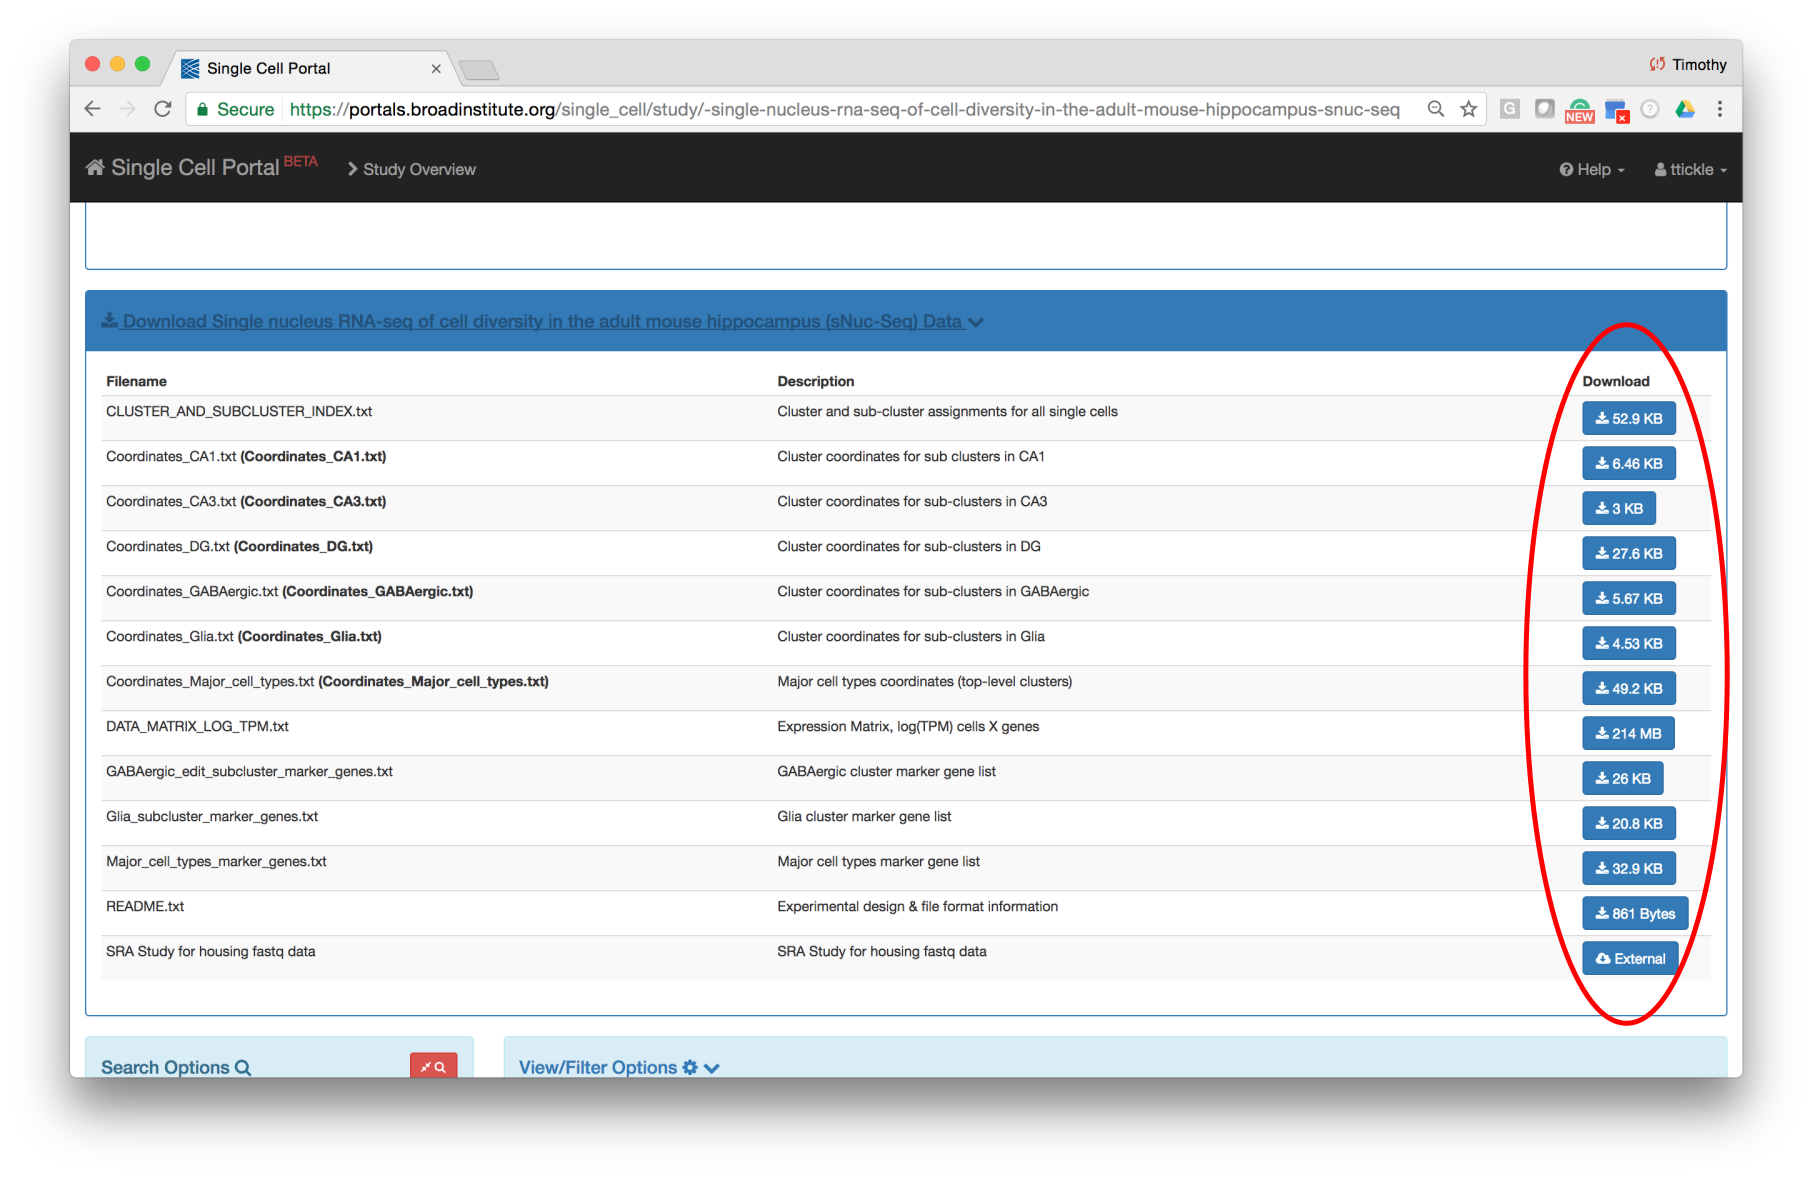 Single Cell Portal ×
Timothy
Secure https://portals.broadinstitute.org/single_cell/study/-single-nucleus-rna-seq-of-cell-diversity-in-the-adult-mouse-hippocampus-snuc-seq
G NEW x ?
Single Cell Portal BETA Study Overview Help ttickle
Download Single nucleus RNA-seq of cell diversity in the adult mouse hippocampus (sNuc-Seq) Data
Filename Description Download
CLUSTER_AND_SUBCLUSTER_INDEX.txt Cluster and sub-cluster assignments for all single cells 52.9 KB
Coordinates_CA1.txt (Coordinates_CA1.txt) Cluster coordinates for sub clusters in CA1 6.46 KB
Coordinates_CA3.txt (Coordinates_CA3.txt) Cluster coordinates for sub-clusters in CA3 3 KB
Coordinates_DG.txt (Coordinates_DG.txt) Cluster coordinates for sub-clusters in DG 27.6 KB
Coordinates_GABAergic.txt (Coordinates_GABAergic.txt) Cluster coordinates for sub-clusters in GABAergic 5.67 KB
Coordinates_Glia.txt (Coordinates_Glia.txt) Cluster coordinates for sub-clusters in Glia 4.53 KB
Coordinates_Major_cell_types.txt (Coordinates_Major_cell_types.txt) Major cell types coordinates (top-level clusters) 49.2 KB
DATA_MATRIX_LOG_TPM.txt Expression Matrix, log(TPM) cells X genes 214 MB
GABAergic_edit_subcluster_marker_genes.txt GABAergic cluster marker gene list 26 KB
Glia_subcluster_marker_genes.txt Glia cluster marker gene list 20.8 KB
Major_cell_types_marker_genes.txt Major cell types marker gene list 32.9 KB
README.txt Experimental design & file format information 861 Bytes
SRA Study for housing fastq data SRA Study for housing fastq data External
Search Options View/Filter Options